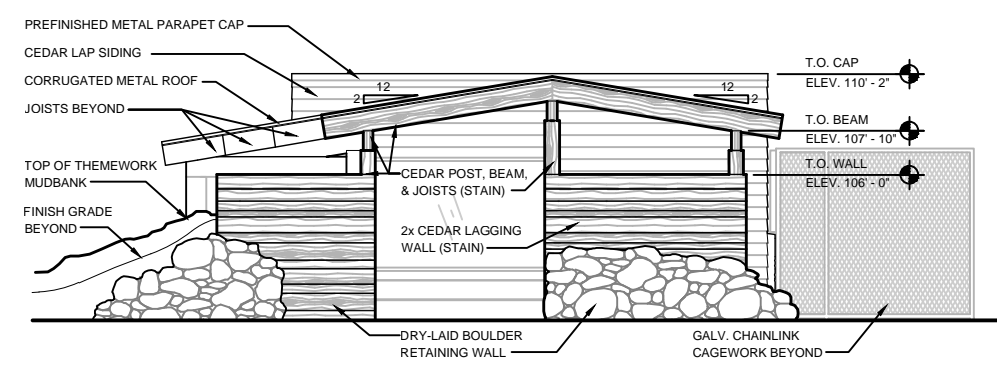 PREFINISHED METAL PARAPET CAP
CEDAR LAP SIDING
CORRUGATED METAL ROOF
JOISTS BEYOND
TOP OF THEMEWORK
MUDBANK
FINISH GRADE
BEYOND
12
2
12
2
T.O. CAP
ELEV. 110' - 2"
T.O. BEAM
ELEV. 107' - 10"
T.O. WALL
ELEV. 106' - 0"
CEDAR POST, BEAM,
& JOISTS (STAIN)
2x CEDAR LAGGING
WALL (STAIN)
DRY-LAID BOULDER
RETAINING WALL
GALV. CHAINLINK
CAGEWORK BEYOND